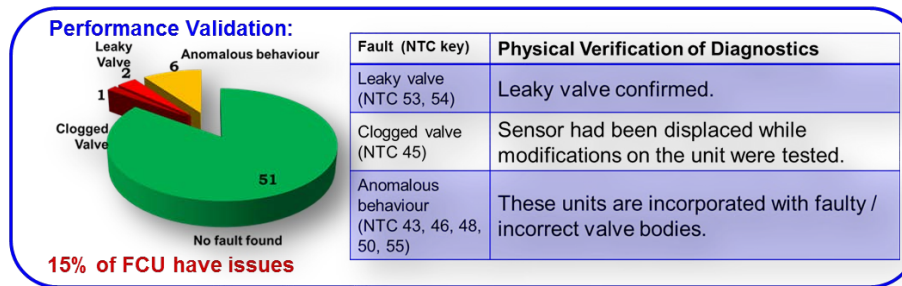 Performance Validation:
Leaky
Valve
2
Anomalous behaviour
6
1
Clogged
Valve
51
No fault found
15% of FCU have issues
Fault (NTC key)
Physical Verification of Diagnostics
Leaky valve
(NTC 53, 54)
Leaky valve confirmed.
Clogged valve
(NTC 45)
Sensor had been displaced while
modifications on the unit were tested.
Anomalous
behaviour
(NTC 43, 46, 48,
50, 55)
These units are incorporated with faulty /
incorrect valve bodies.